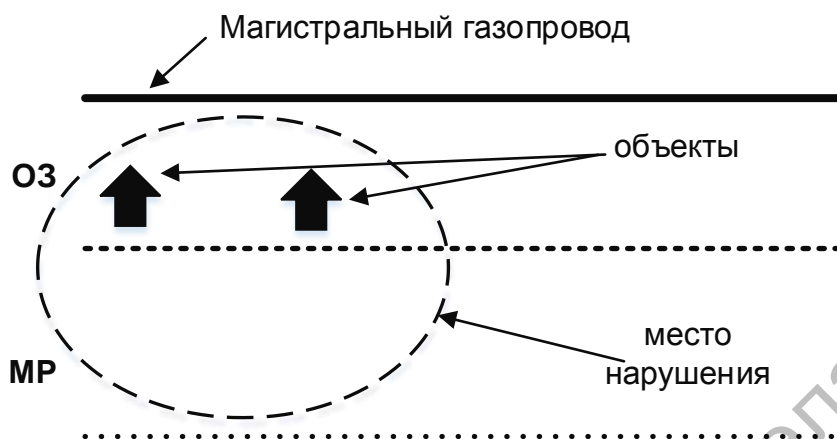 Магистральный газопровод
объекты
ОЗ
место
нарушения
МР